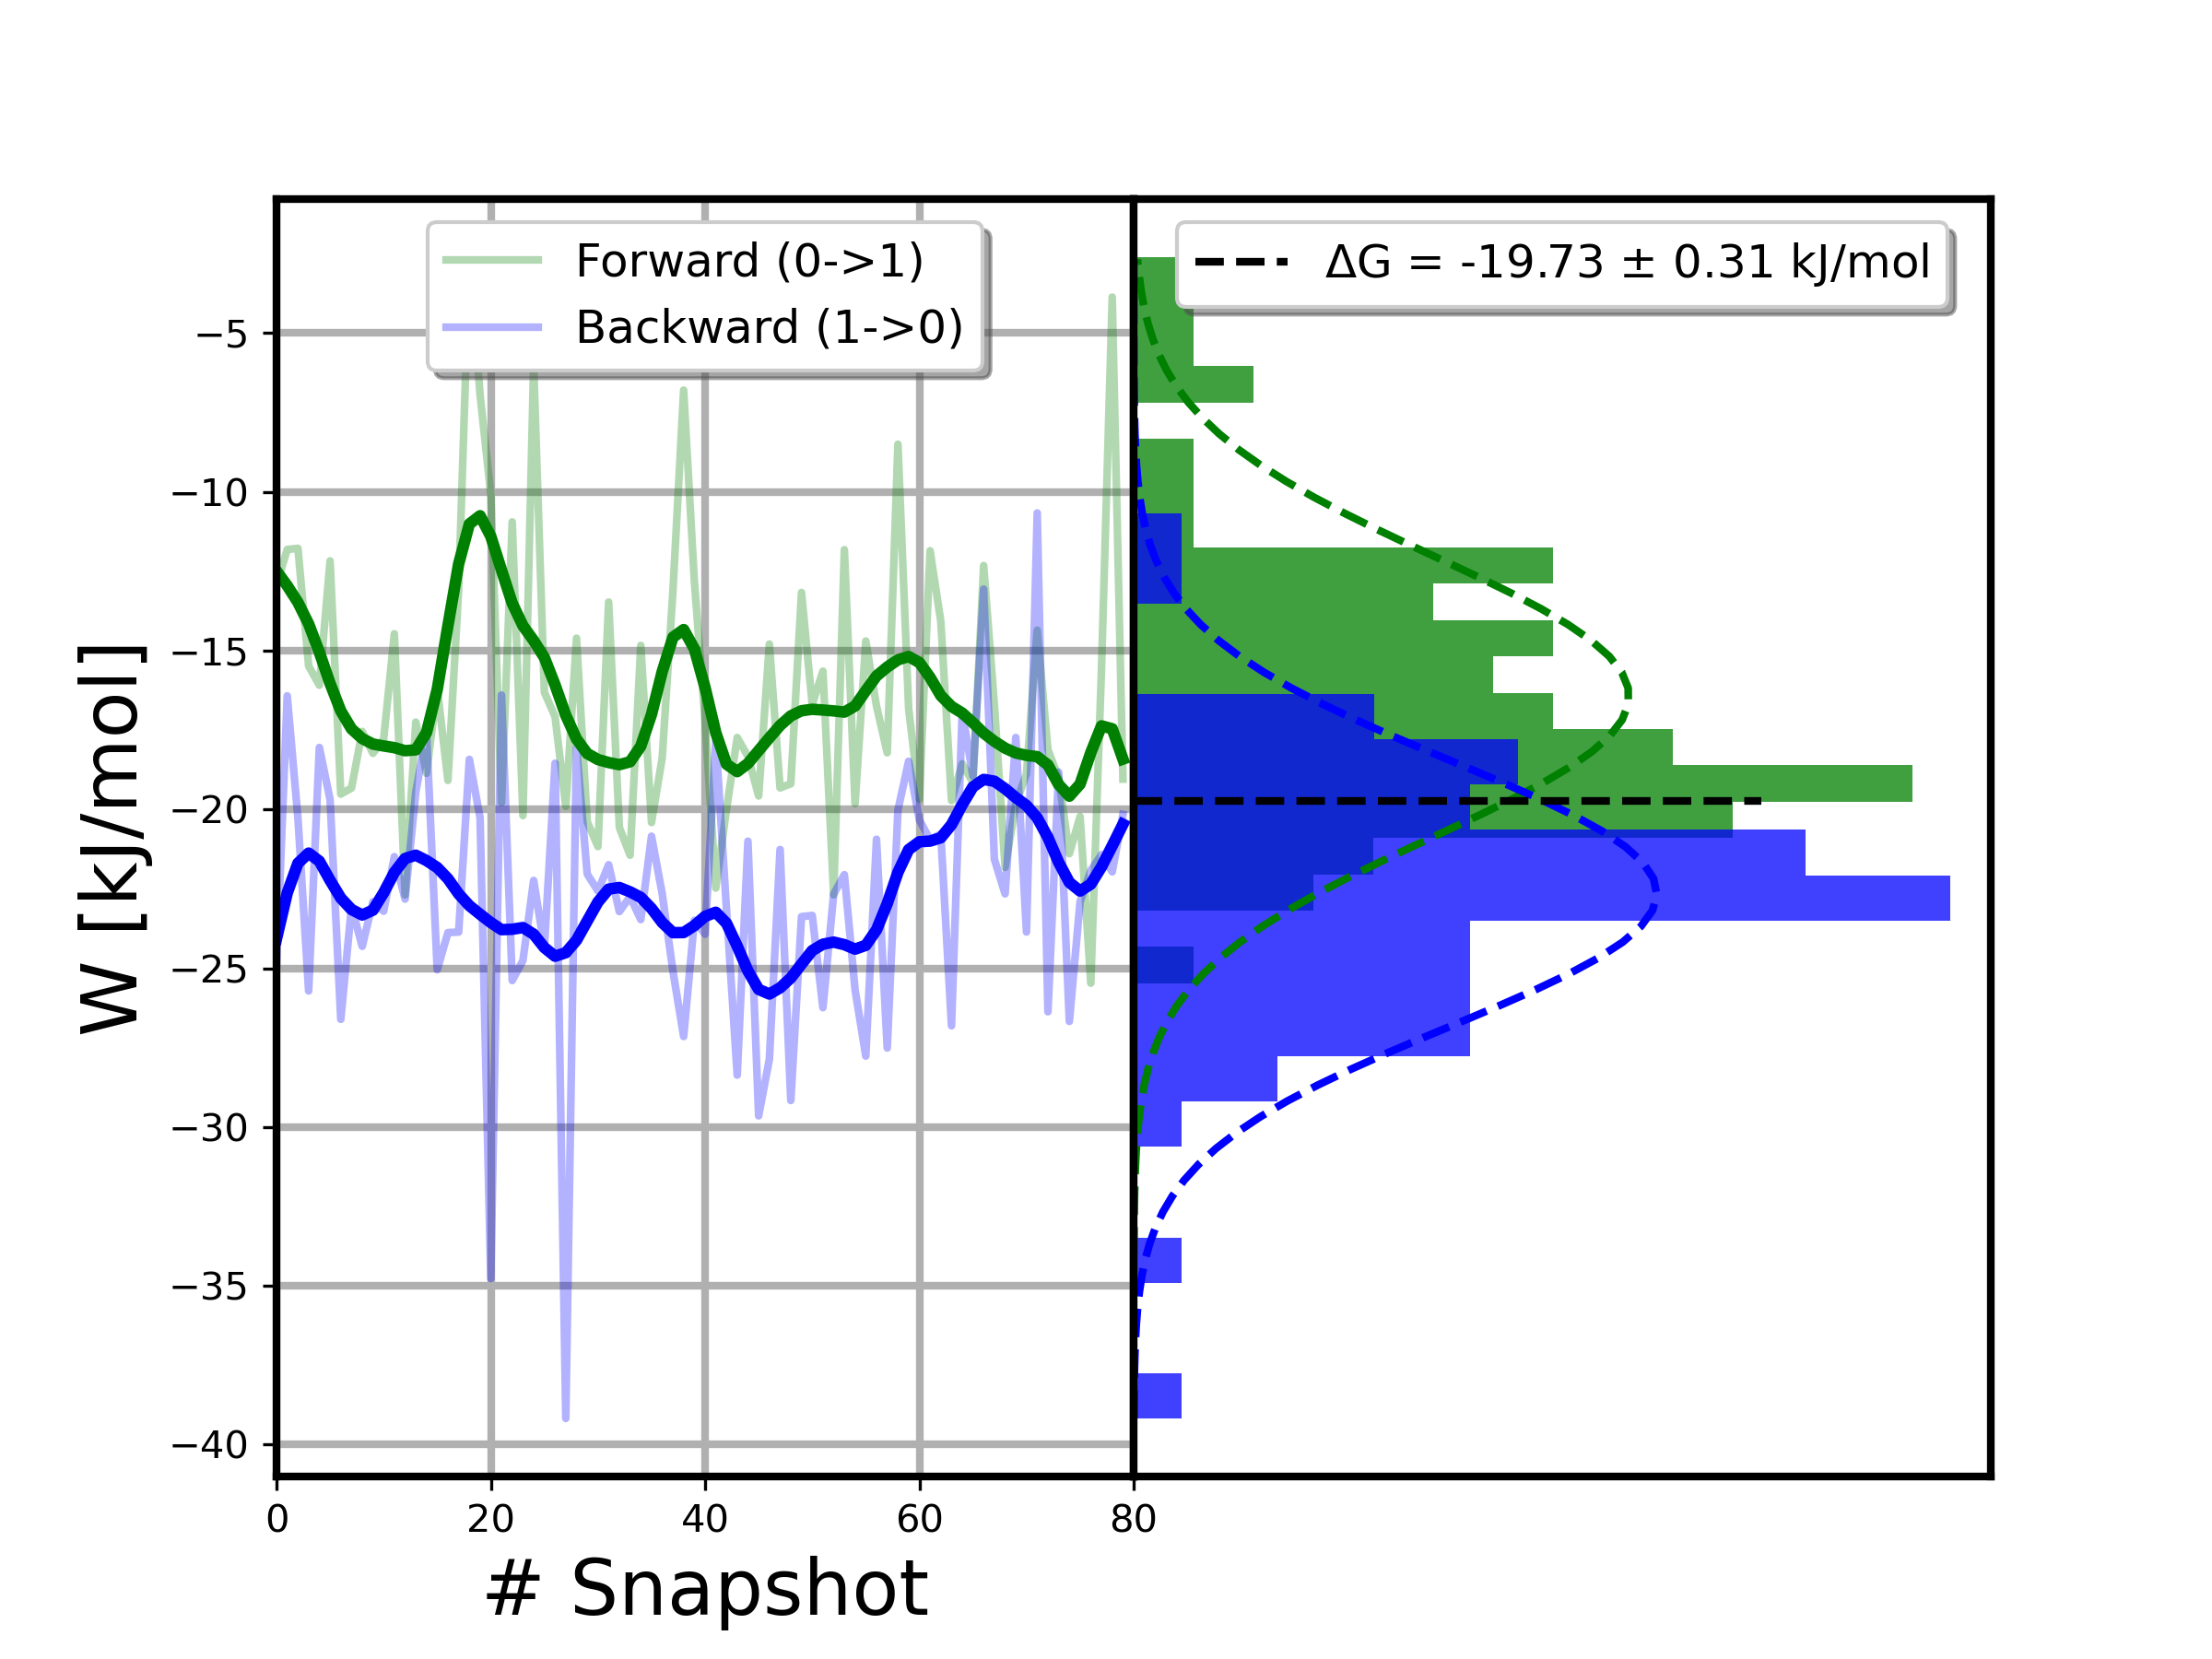 Forward (0->1)
Backward (1->0)
ΔG = -19.73 ± 0.31 kJ/mol
W [kJ/mol]
−5
−10
−15
−20
−25
−30
−35
−40
0 20 40 60 80
# Snapshot